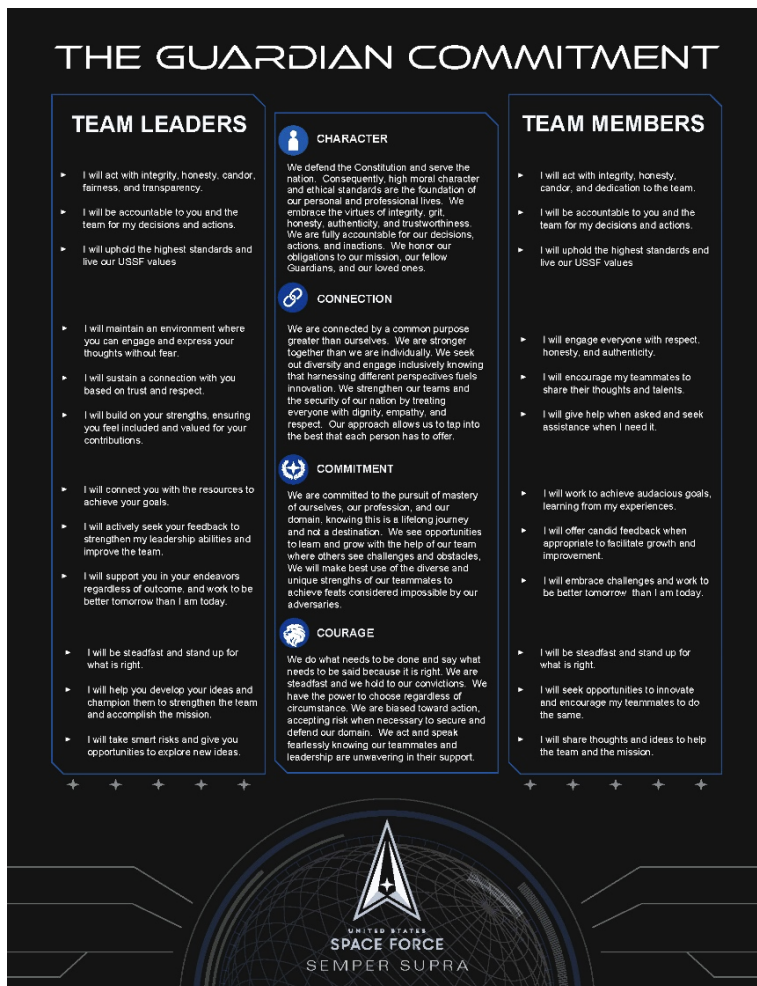 THE GUARDIAN COMMITMENT
TEAM LEADERS
► I will act with integrity, honesty, candor,
fairness, and transparency.
► I will be accountable to you and the
team for my decisions and actions.
► I will uphold the highest standards and
live our USSF values
► I will maintain an environment where
you can engage and express your
thoughts without fear.
► I will sustain a connection with you
based on trust and respect.
► I will build on your strengths, ensuring
you feel included and valued for your
contributions.
► I will connect you with the resources to
achieve your goals.
► I will actively seek your feedback to
strengthen my leadership abilities and
improve the team.
► I will support you in your endeavors
regardless of outcome, and work to be
better tomorrow than I am today.
► I will be steadfast and stand up for
what is right.
► I will help you develop your ideas and
champion them to strengthen the team
and accomplish the mission.
► I will take smart risks and give you
opportunities to explore new ideas.
CHARACTER
We defend the Constitution and serve the
nation. Consequently, high moral character
and ethical standards are the foundation of
our personal and professional lives. We
embrace the virtues of integrity, grit,
honesty, authenticity, and trustworthiness.
We are fully accountable for our decisions,
actions, and inactions. We honor our
obligations to our mission, our fellow
Guardians, and our loved ones.
CONNECTION
We are connected by a common purpose
greater than ourselves. We are stronger
together than we are individually. We seek
out diversity and engage inclusively knowing
that harnessing different perspectives fuels
innovation. We strengthen our teams and
the security of our nation by treating
everyone with dignity, empathy, and
respect. Our approach allows us to tap into
the best that each person has to offer.
COMMITMENT
We are committed to the pursuit of mastery
of ourselves, our profession, and our
domain, knowing this is a lifelong journey
and not a destination. We see opportunities
to learn and grow with the help of our team
where others see challenges and obstacles,
We will make best use of the diverse and
unique strengths of our teammates to
achieve feats considered impossible by our
adversaries.
COURAGE
We do what needs to be done and say what
needs to be said because it is right. We are
steadfast and we hold to our convictions. We
have the power to choose regardless of
circumstance. We are biased toward action,
accepting risk when necessary to secure and
defend our domain. We act and speak
fearlessly knowing our teammates and
leadership are unwavering in their support.
TEAM MEMBERS
► I will act with integrity, honesty,
candor, and dedication to the team.
► I will be accountable to you and the
team for my decisions and actions.
► I will uphold the highest standards and
live our USSF values
► I will engage everyone with respect,
honesty, and authenticity.
► I will encourage my teammates to
share their thoughts and talents.
► I will give help when asked and seek
assistance when I need it.
► I will work to achieve audacious goals,
learning from my experiences.
► I will offer candid feedback when
appropriate to facilitate growth and
improvement.
► I will embrace challenges and work to
be better tomorrow than I am today.
► I will be steadfast and stand up for
what is right.
► I will seek opportunities to innovate
and encourage my teammates to do
the same.
► I will share thoughts and ideas to help
the team and the mission.
UNITED STATES
SPACE FORCE
SEMPER SUPRA